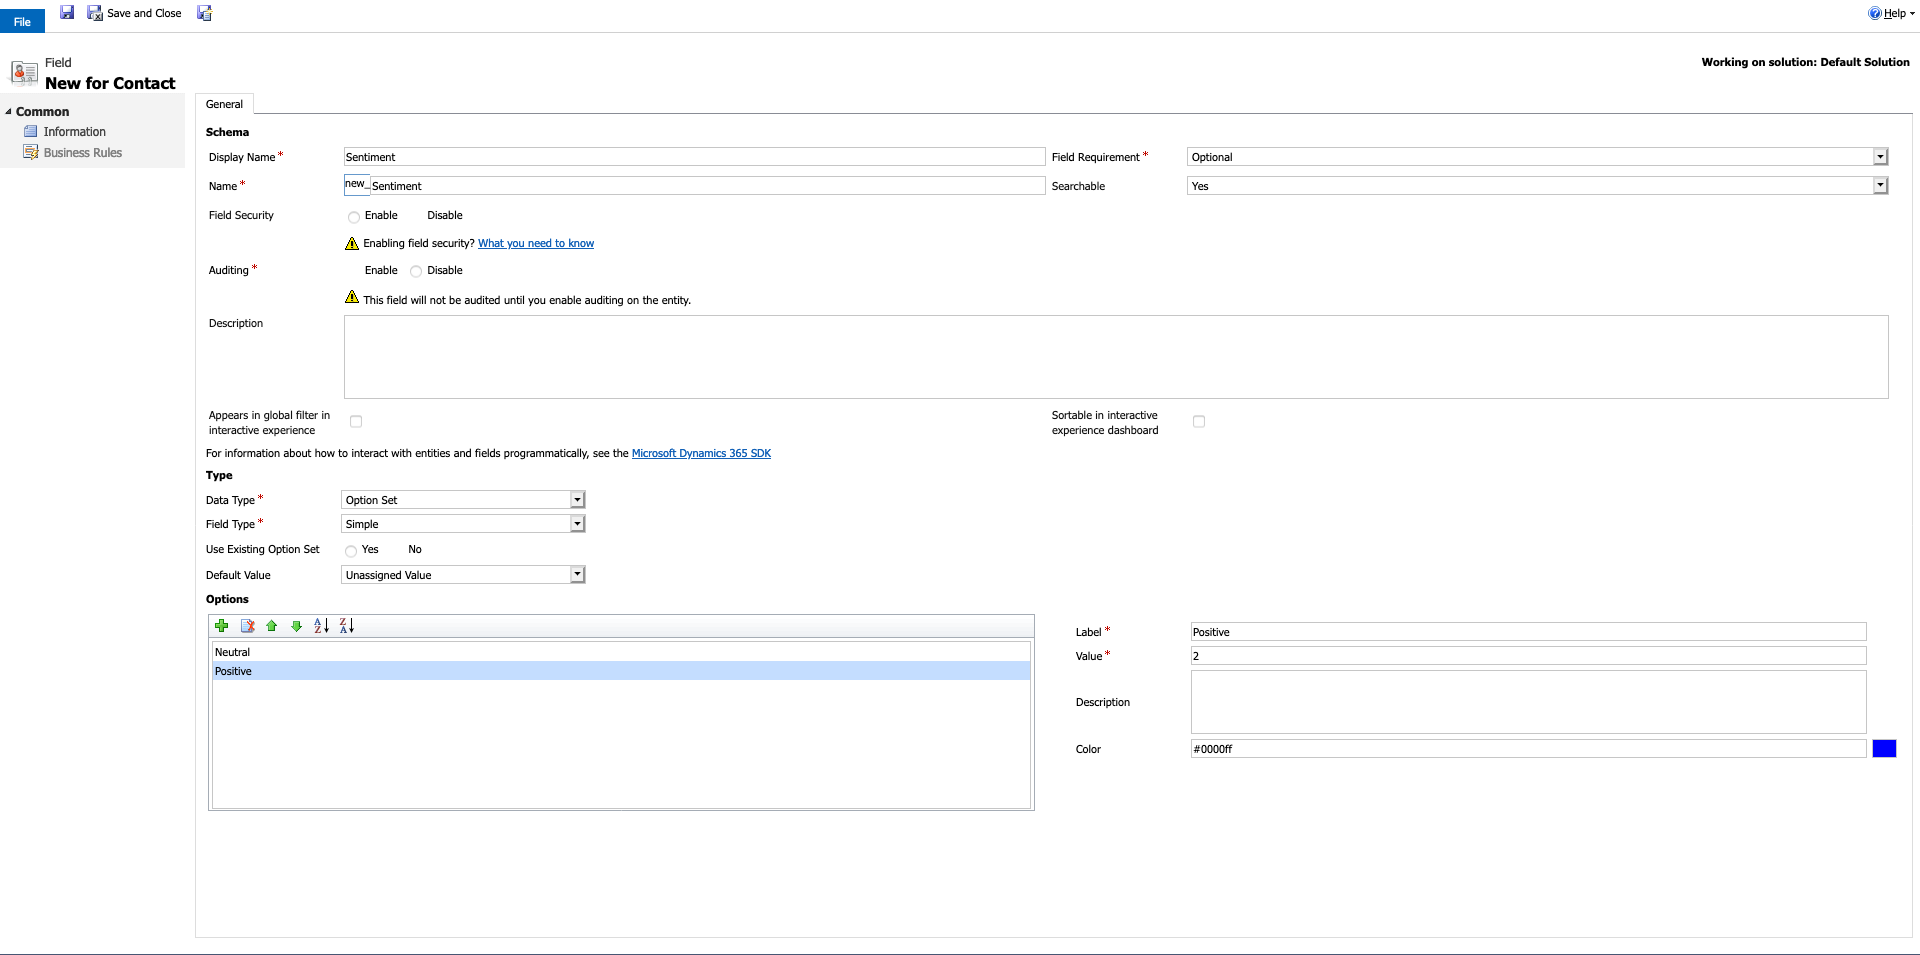 File
Save and Close
Help
Field
New for Contact
Working on solution: Default Solution
Common
Information
Business Rules
General
Schema
Display Name *
Sentiment
Field Requirement *
Optional
Name *
new_
Sentiment
Searchable
Yes
Field Security
Enable
Disable
Enabling field security? What you need to know
Auditing *
Enable
Disable
This field will not be audited until you enable auditing on the entity.
Description
Appears in global filter in
interactive experience
Sortable in interactive
experience dashboard
For information about how to interact with entities and fields programmatically, see the Microsoft Dynamics 365 SDK
Type
Data Type *
Option Set
Field Type *
Simple
Use Existing Option Set
Yes
No
Default Value
Unassigned Value
Options
Neutral
Positive
Label *
Positive
Value *
2
Description
Color
#0000ff